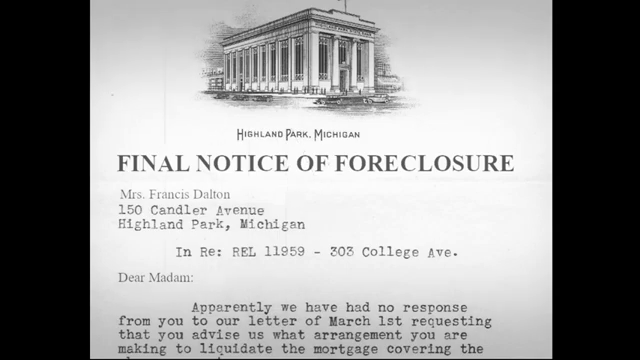 HIGHLAND PARK, MICHIGAN
FINAL NOTICE OF FORECLOSURE
Mrs. Francis Dalton
150 Candler Avenue
Highland Park, Michigan
In Re: REL 11959 - 303 College Ave.
Dear Madam:
Apparently we have had no response
from you to our letter of March 1st requesting
that you advise us what arrangement you are
making to liquidate the mortgage covering the